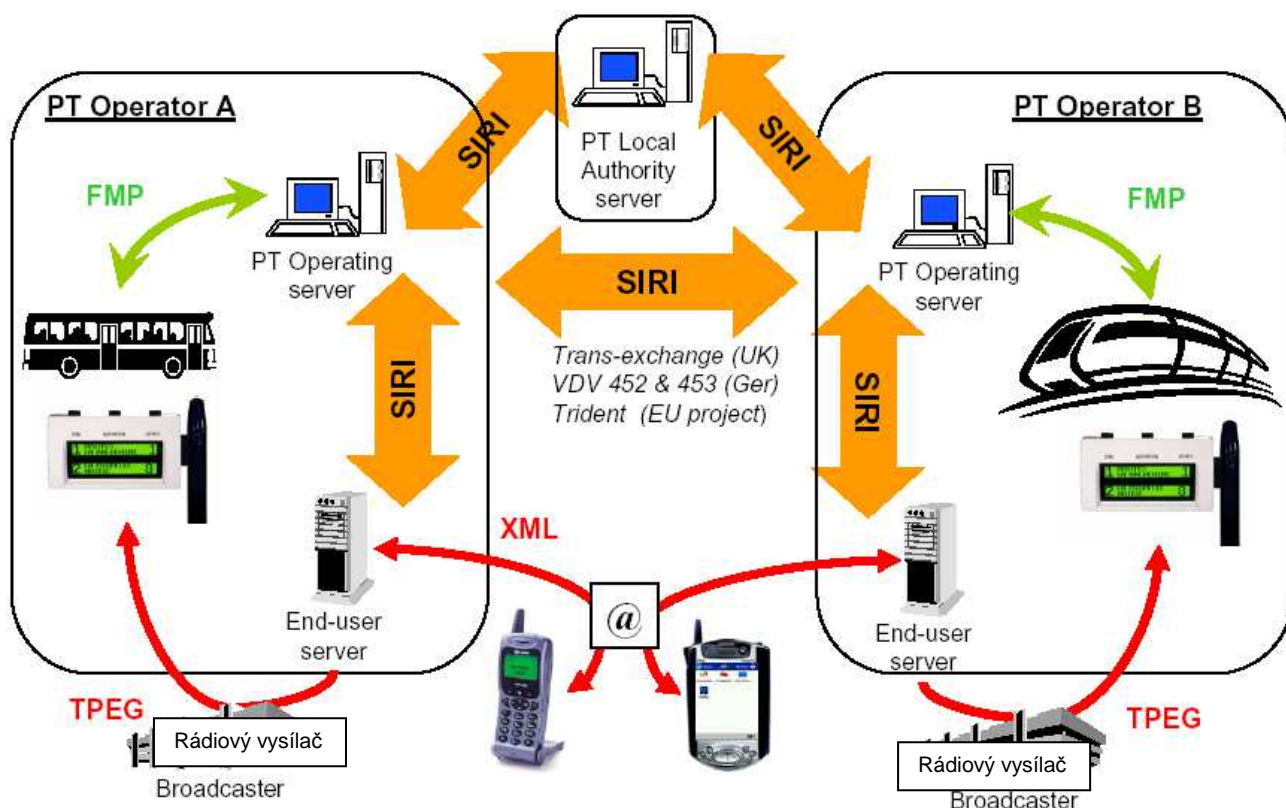 PT Operator A
PT Operator B
SIRI
SIRI
PT Local
Authority
server
FMP
FMP
PT Operating
server
PT Operating
server
SIRI
Trans-exchange (UK)
VDV 452 & 453 (Ger)
Trident (EU project)
SIRI
SIRI
XML
@
End-user
server
End-user
server
TPEG
TPEG
Rádiový vysílač
Rádiový vysílač
Broadcaster
Broadcaster